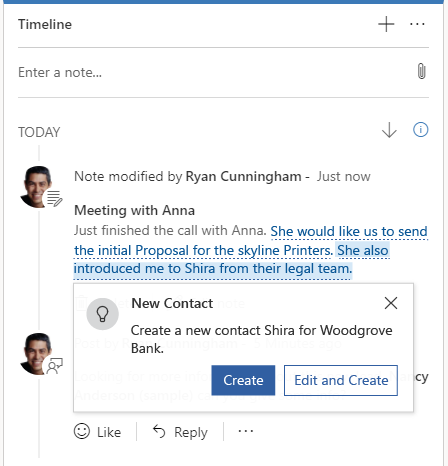 Timeline
Enter a note...
TODAY
Note modified by Ryan Cunningham - Just now
Meeting with Anna
Just finished the call with Anna. She would like us to send
the initial Proposal for the skyline Printers. She also
introduced me to Shira from their legal team.
New Contact
Create a new contact Shira for Woodgrove
Bank.
Create
Edit and Create
Like
Reply